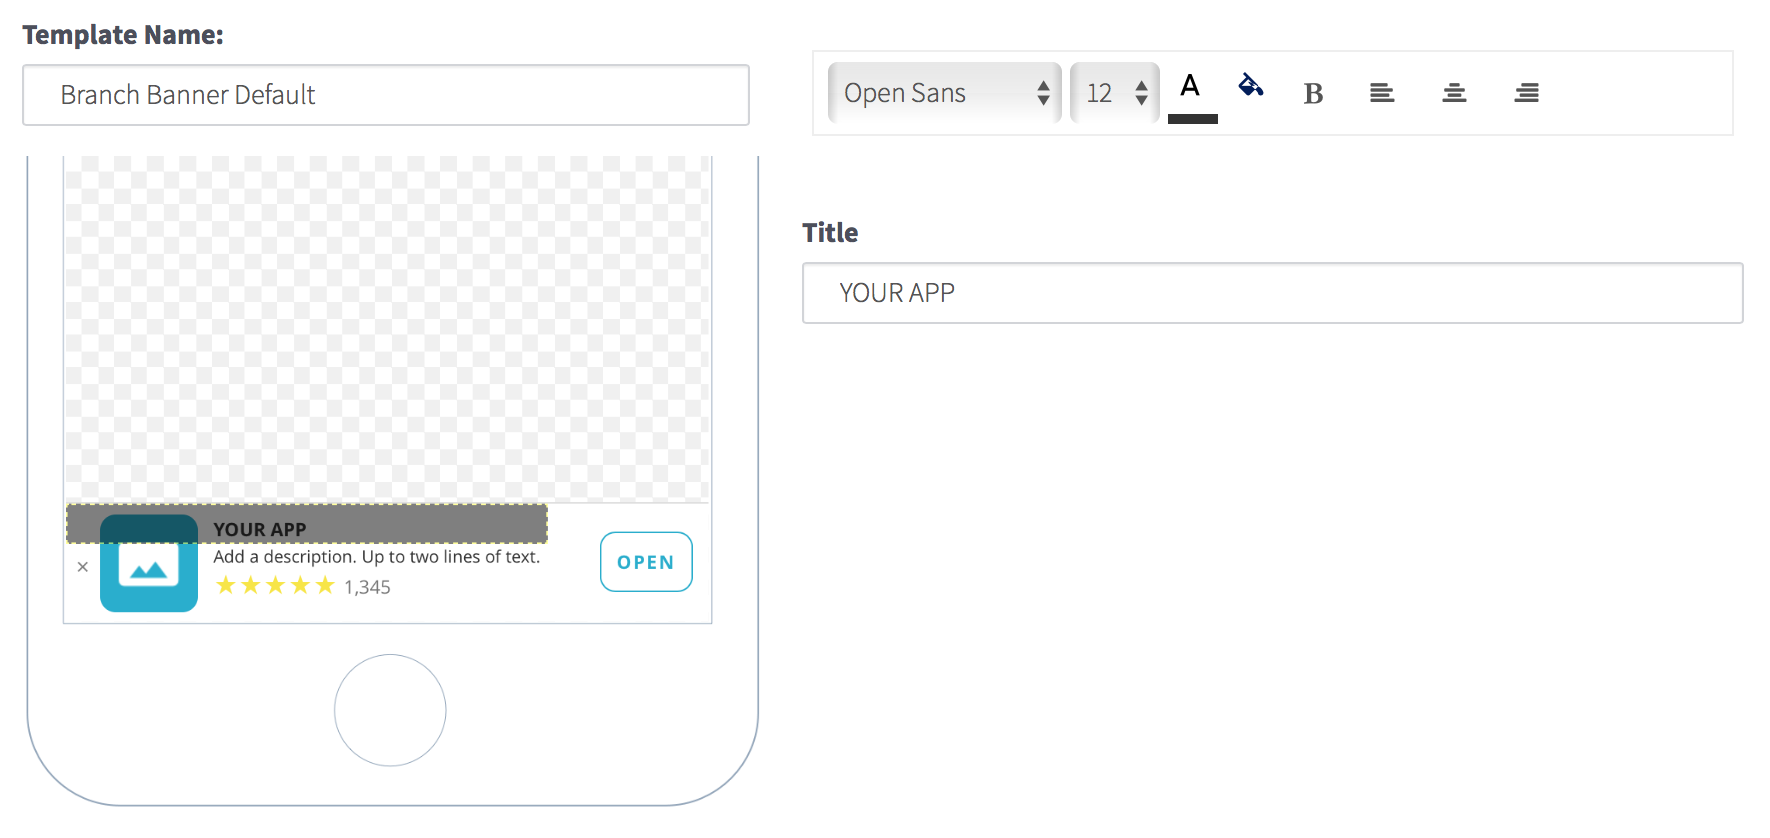 Template Name:
Branch Banner Default
Open Sans
12
A
B
Title
YOUR APP
YOUR APP
Add a description. Up to two lines of text.
1,345
OPEN